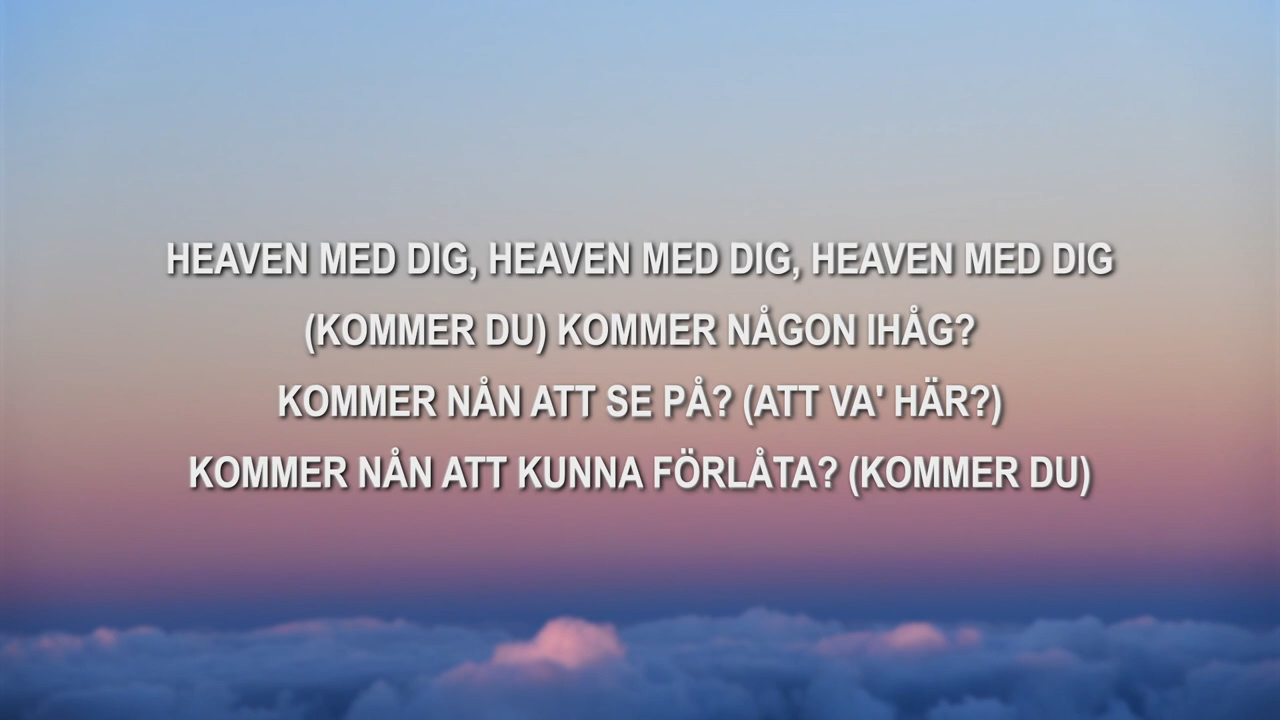 HEAVEN MED DIG, HEAVEN MED DIG, HEAVEN MED DIG
(KOMMER DU) KOMMER NÅGON IHÅG?
KOMMER NÅN ATT SE PÅ? (ATT VA' HÄR?)
KOMMER NÅN ATT KUNNA FÖRLÅTA? (KOMMER DU)